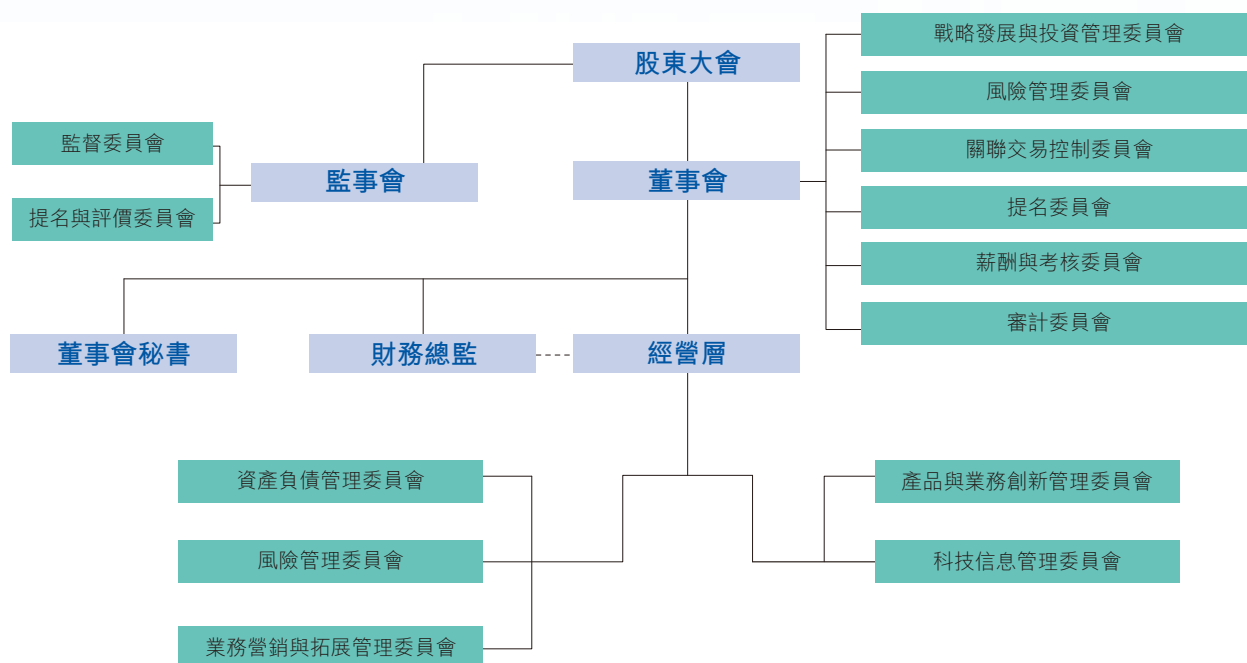 股東大會
監事會
董事會
監督委員會
提名與評價委員會
戰略發展與投資管理委員會
風險管理委員會
關聯交易控制委員會
提名委員會
薪酬與考核委員會
審計委員會
董事會秘書
財務總監
經營層
資產負債管理委員會
風險管理委員會
業務營銷與拓展管理委員會
產品與業務創新管理委員會
科技信息管理委員會